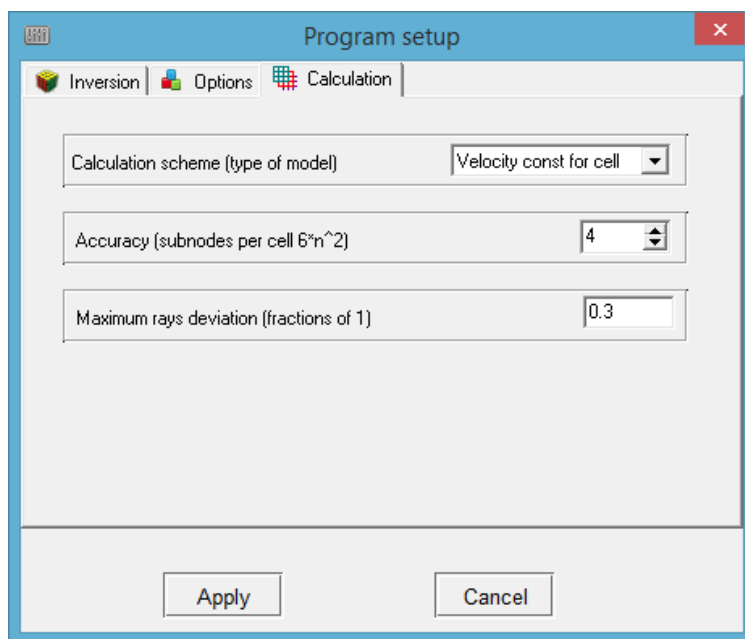 Program setup
Inversion Options Calculation
Calculation scheme (type of model) Velocity const for cell
Accuracy (subnodes per cell 6*n^2) 4
Maximum rays deviation (fractions of 1) 0.3
Apply Cancel